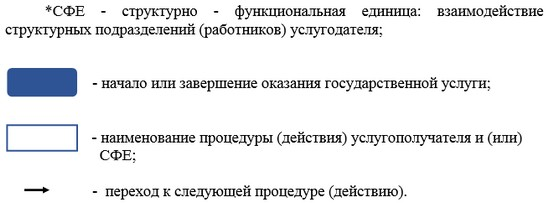 *СФЕ - структурно - функциональная единица: взаимодействие
структурных подразделений (работников) услугодателя;
- начало или завершение оказания государственной услуги;
- наименование процедуры (действия) услугополучателя и (или)
СФЕ;
- переход к следующей процедуре (действию).